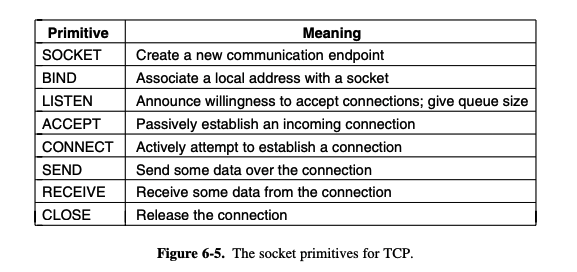 Primitive Meaning
SOCKET Create a new communication endpoint
BIND Associate a local address with a socket
LISTEN Announce willingness to accept connections; give queue size
ACCEPT Passively establish an incoming connection
CONNECT Actively attempt to establish a connection
SEND Send some data over the connection
RECEIVE Receive some data from the connection
CLOSE Release the connection
Figure 6-5. The socket primitives for TCP.